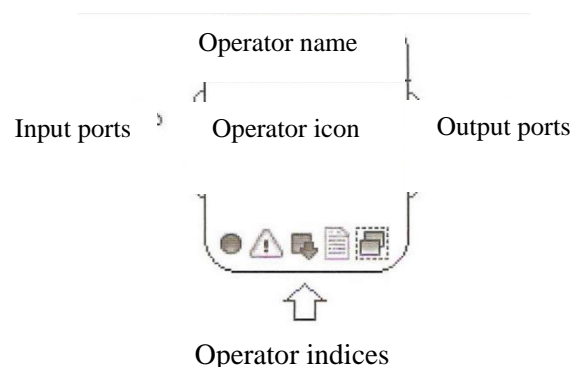 Operator name
Input ports
Operator icon
Output ports
Operator indices